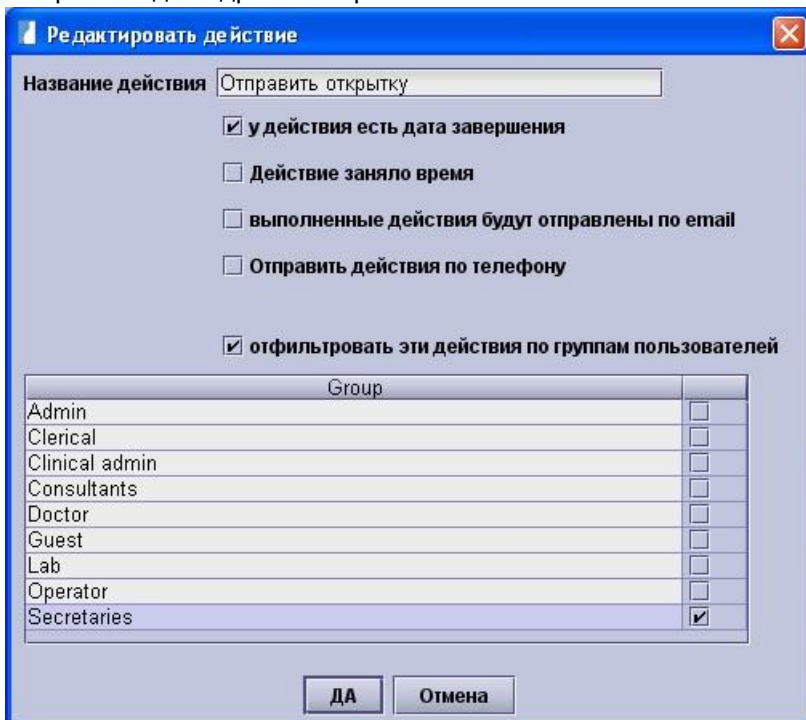 Редактировать действие
Название действия Отправить открытку
у действия есть дата завершения
Действие заняло время
выполненные действия будут отправлены по email
Отправить действия по телефону
отфильтровать эти действия по группам пользователей
Group
Admin
Clerical
Clinical admin
Consultants
Doctor
Guest
Lab
Operator
Secretaries
ДА Отмена